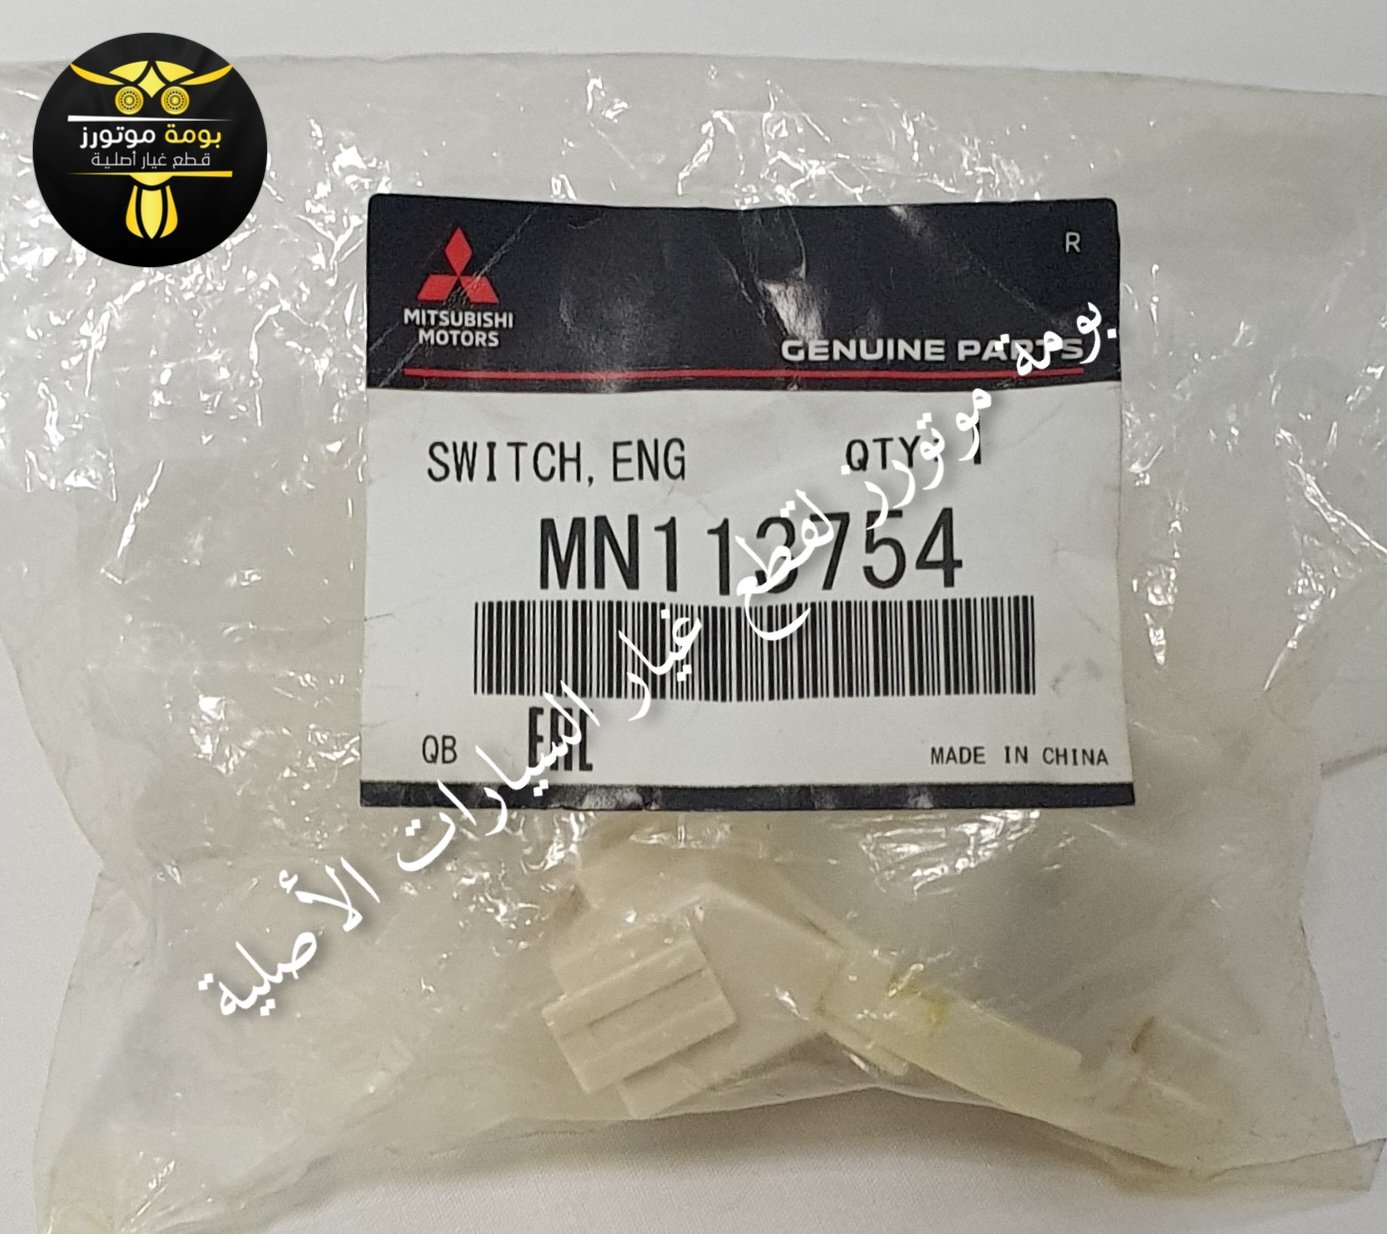 بومة موتورز
قطع غيار أصلية
R
MITSUBISHI
MOTORS
GENUINE PARTS
SWITCH, ENG QTY: 1
MN113754
QB EAC MADE IN CHINA
بومة موتورز لقطع غيار السيارات الأصلية